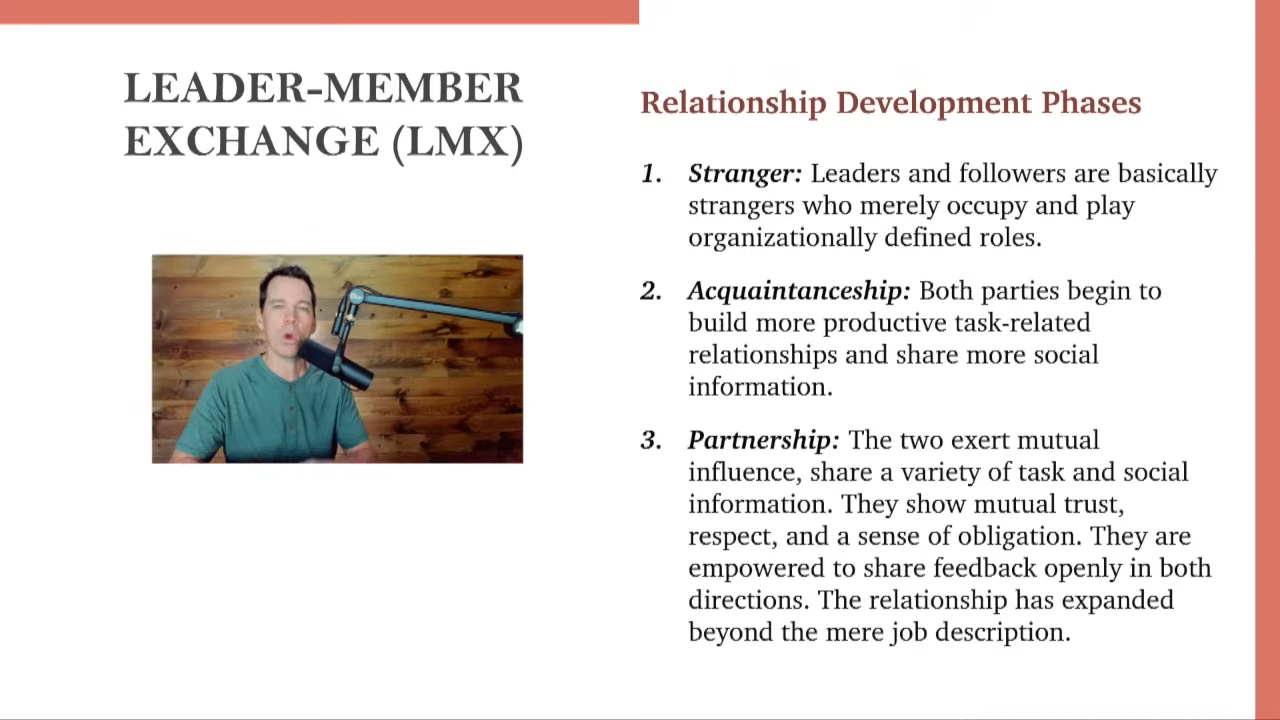 LEADER-MEMBER
EXCHANGE (LMX)
Relationship Development Phases
1. Stranger: Leaders and followers are basically
strangers who merely occupy and play
organizationally defined roles.
2. Acquaintanceship: Both parties begin to
build more productive task-related
relationships and share more social
information.
3. Partnership: The two exert mutual
influence, share a variety of task and social
information. They show mutual trust,
respect, and a sense of obligation. They are
empowered to share feedback openly in both
directions. The relationship has expanded
beyond the mere job description.